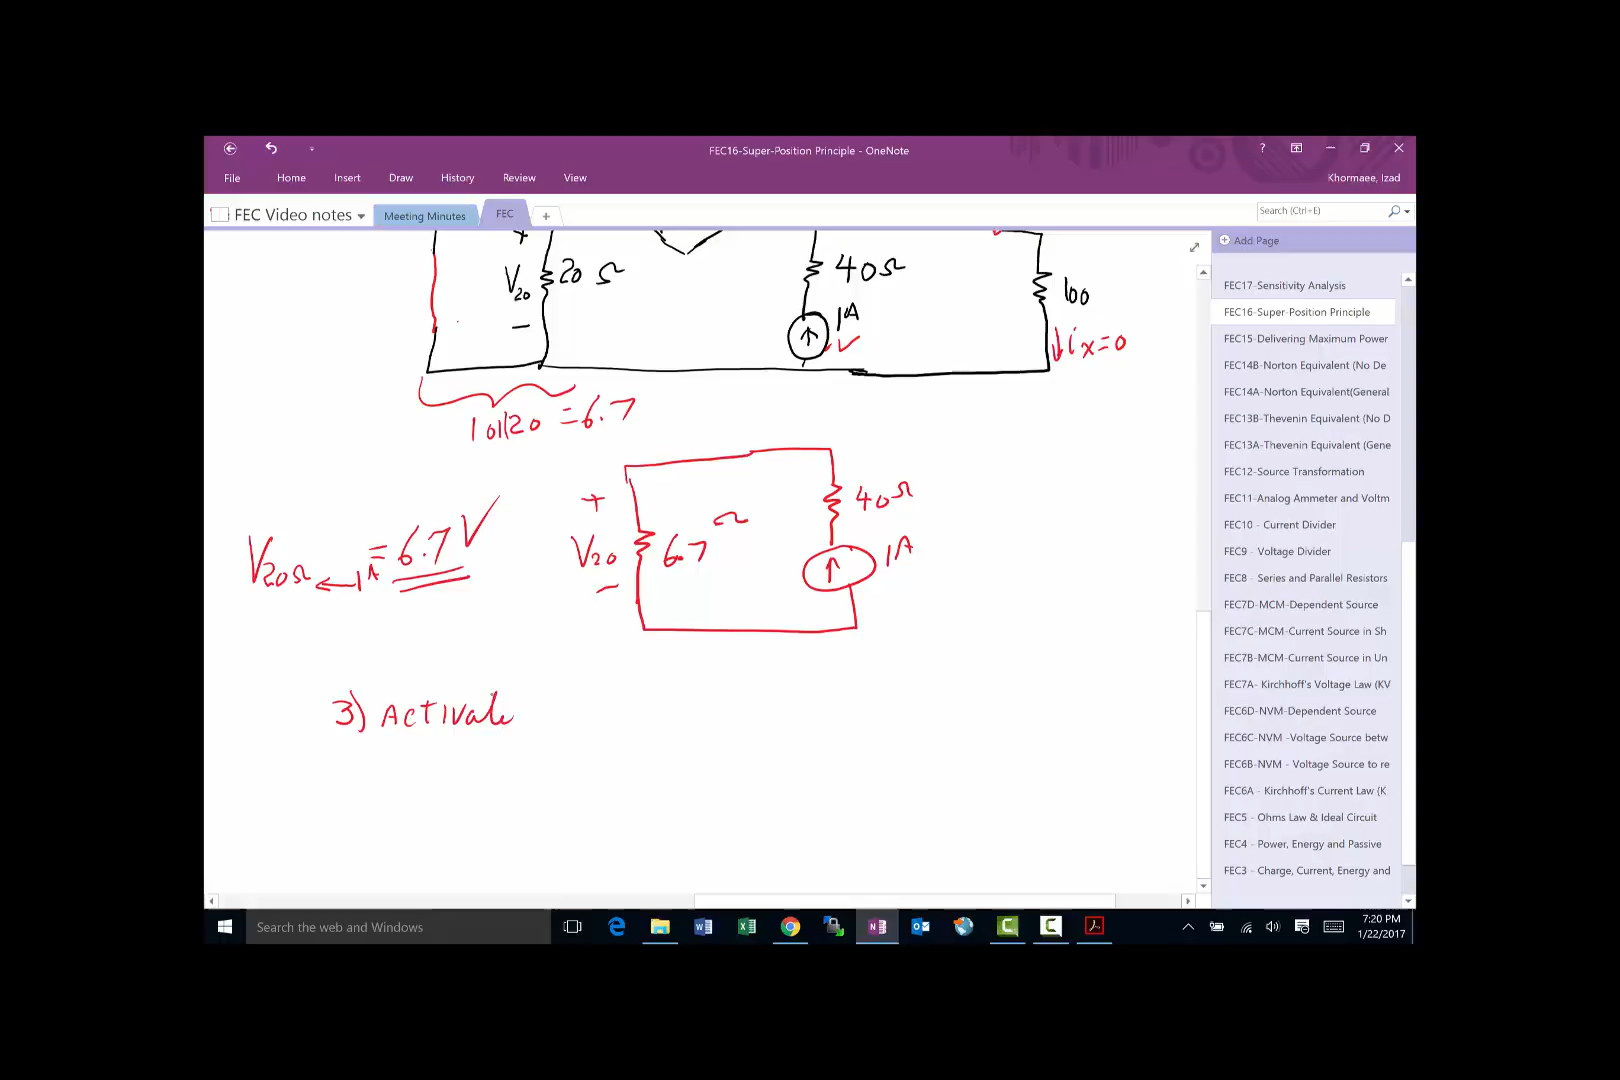 FEC16-Super-Position Principle - OneNote
?
File Home Insert Draw History Review View
Khormaee, Izad
FEC Video notes
Meeting Minutes
FEC
+
Search (Ctrl+E)
Add Page
FEC17-Sensitivity Analysis
FEC16-Super-Position Principle
FEC15-Delivering Maximum Power
FEC14B-Norton Equivalent (No De
FEC14A-Norton Equivalent(General
FEC13B-Thevenin Equivalent (No D
FEC13A-Thevenin Equivalent (Gene
FEC12-Source Transformation
FEC11-Analog Ammeter and Voltm
FEC10 - Current Divider
FEC9 - Voltage Divider
FEC8 - Series and Parallel Resistors
FEC7D-MCM-Dependent Source
FEC7C-MCM-Current Source in Sh
FEC7B-MCM-Current Source in Un
FEC7A- Kirchhoff's Voltage Law (KV
FEC6D-NVM-Dependent Source
FEC6C-NVM -Voltage Source betw
FEC6B-NVM - Voltage Source to re
FEC6A - Kirchhoff's Current Law (K
FEC5 - Ohms Law & Ideal Circuit
FEC4 - Power, Energy and Passive
FEC3 - Charge, Current, Energy and
+
V20 20 Ω
−
40Ω
1A
100
ix=0
10||20 = 6.7
+
V20 6.7 Ω
−
40Ω
1A
V20Ω ← 1A = 6.7 V
3) Activate
Search the web and Windows
7:20 PM
1/22/2017